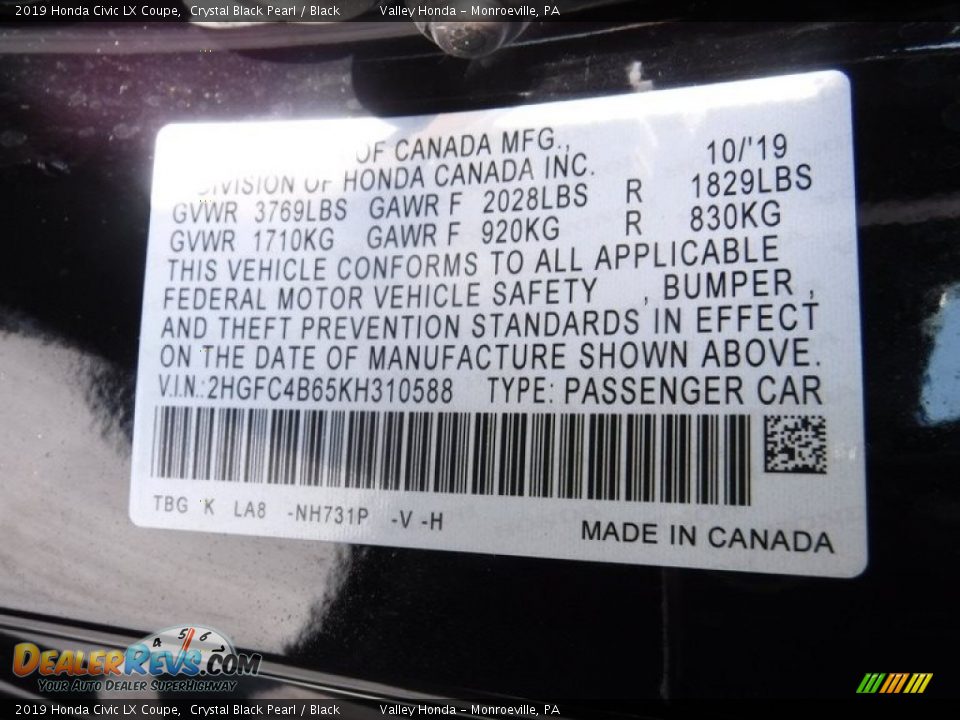 2019 Honda Civic LX Coupe, Crystal Black Pearl / Black Valley Honda - Monroeville, PA
OF CANADA MFG., 10/'19
DIVISION OF HONDA CANADA INC.
GVWR 3769LBS GAWR F 2028LBS R 1829LBS
GVWR 1710KG GAWR F 920KG R 830KG
THIS VEHICLE CONFORMS TO ALL APPLICABLE
FEDERAL MOTOR VEHICLE SAFETY , BUMPER ,
AND THEFT PREVENTION STANDARDS IN EFFECT
ON THE DATE OF MANUFACTURE SHOWN ABOVE.
V.I.N.: 2HGFC4B65KH310588 TYPE: PASSENGER CAR
TBG K LA8 -NH731P -V -H
MADE IN CANADA
4 5 6
DealerRevs.com
Your Auto Dealer SuperHighway
2019 Honda Civic LX Coupe, Crystal Black Pearl / Black Valley Honda - Monroeville, PA